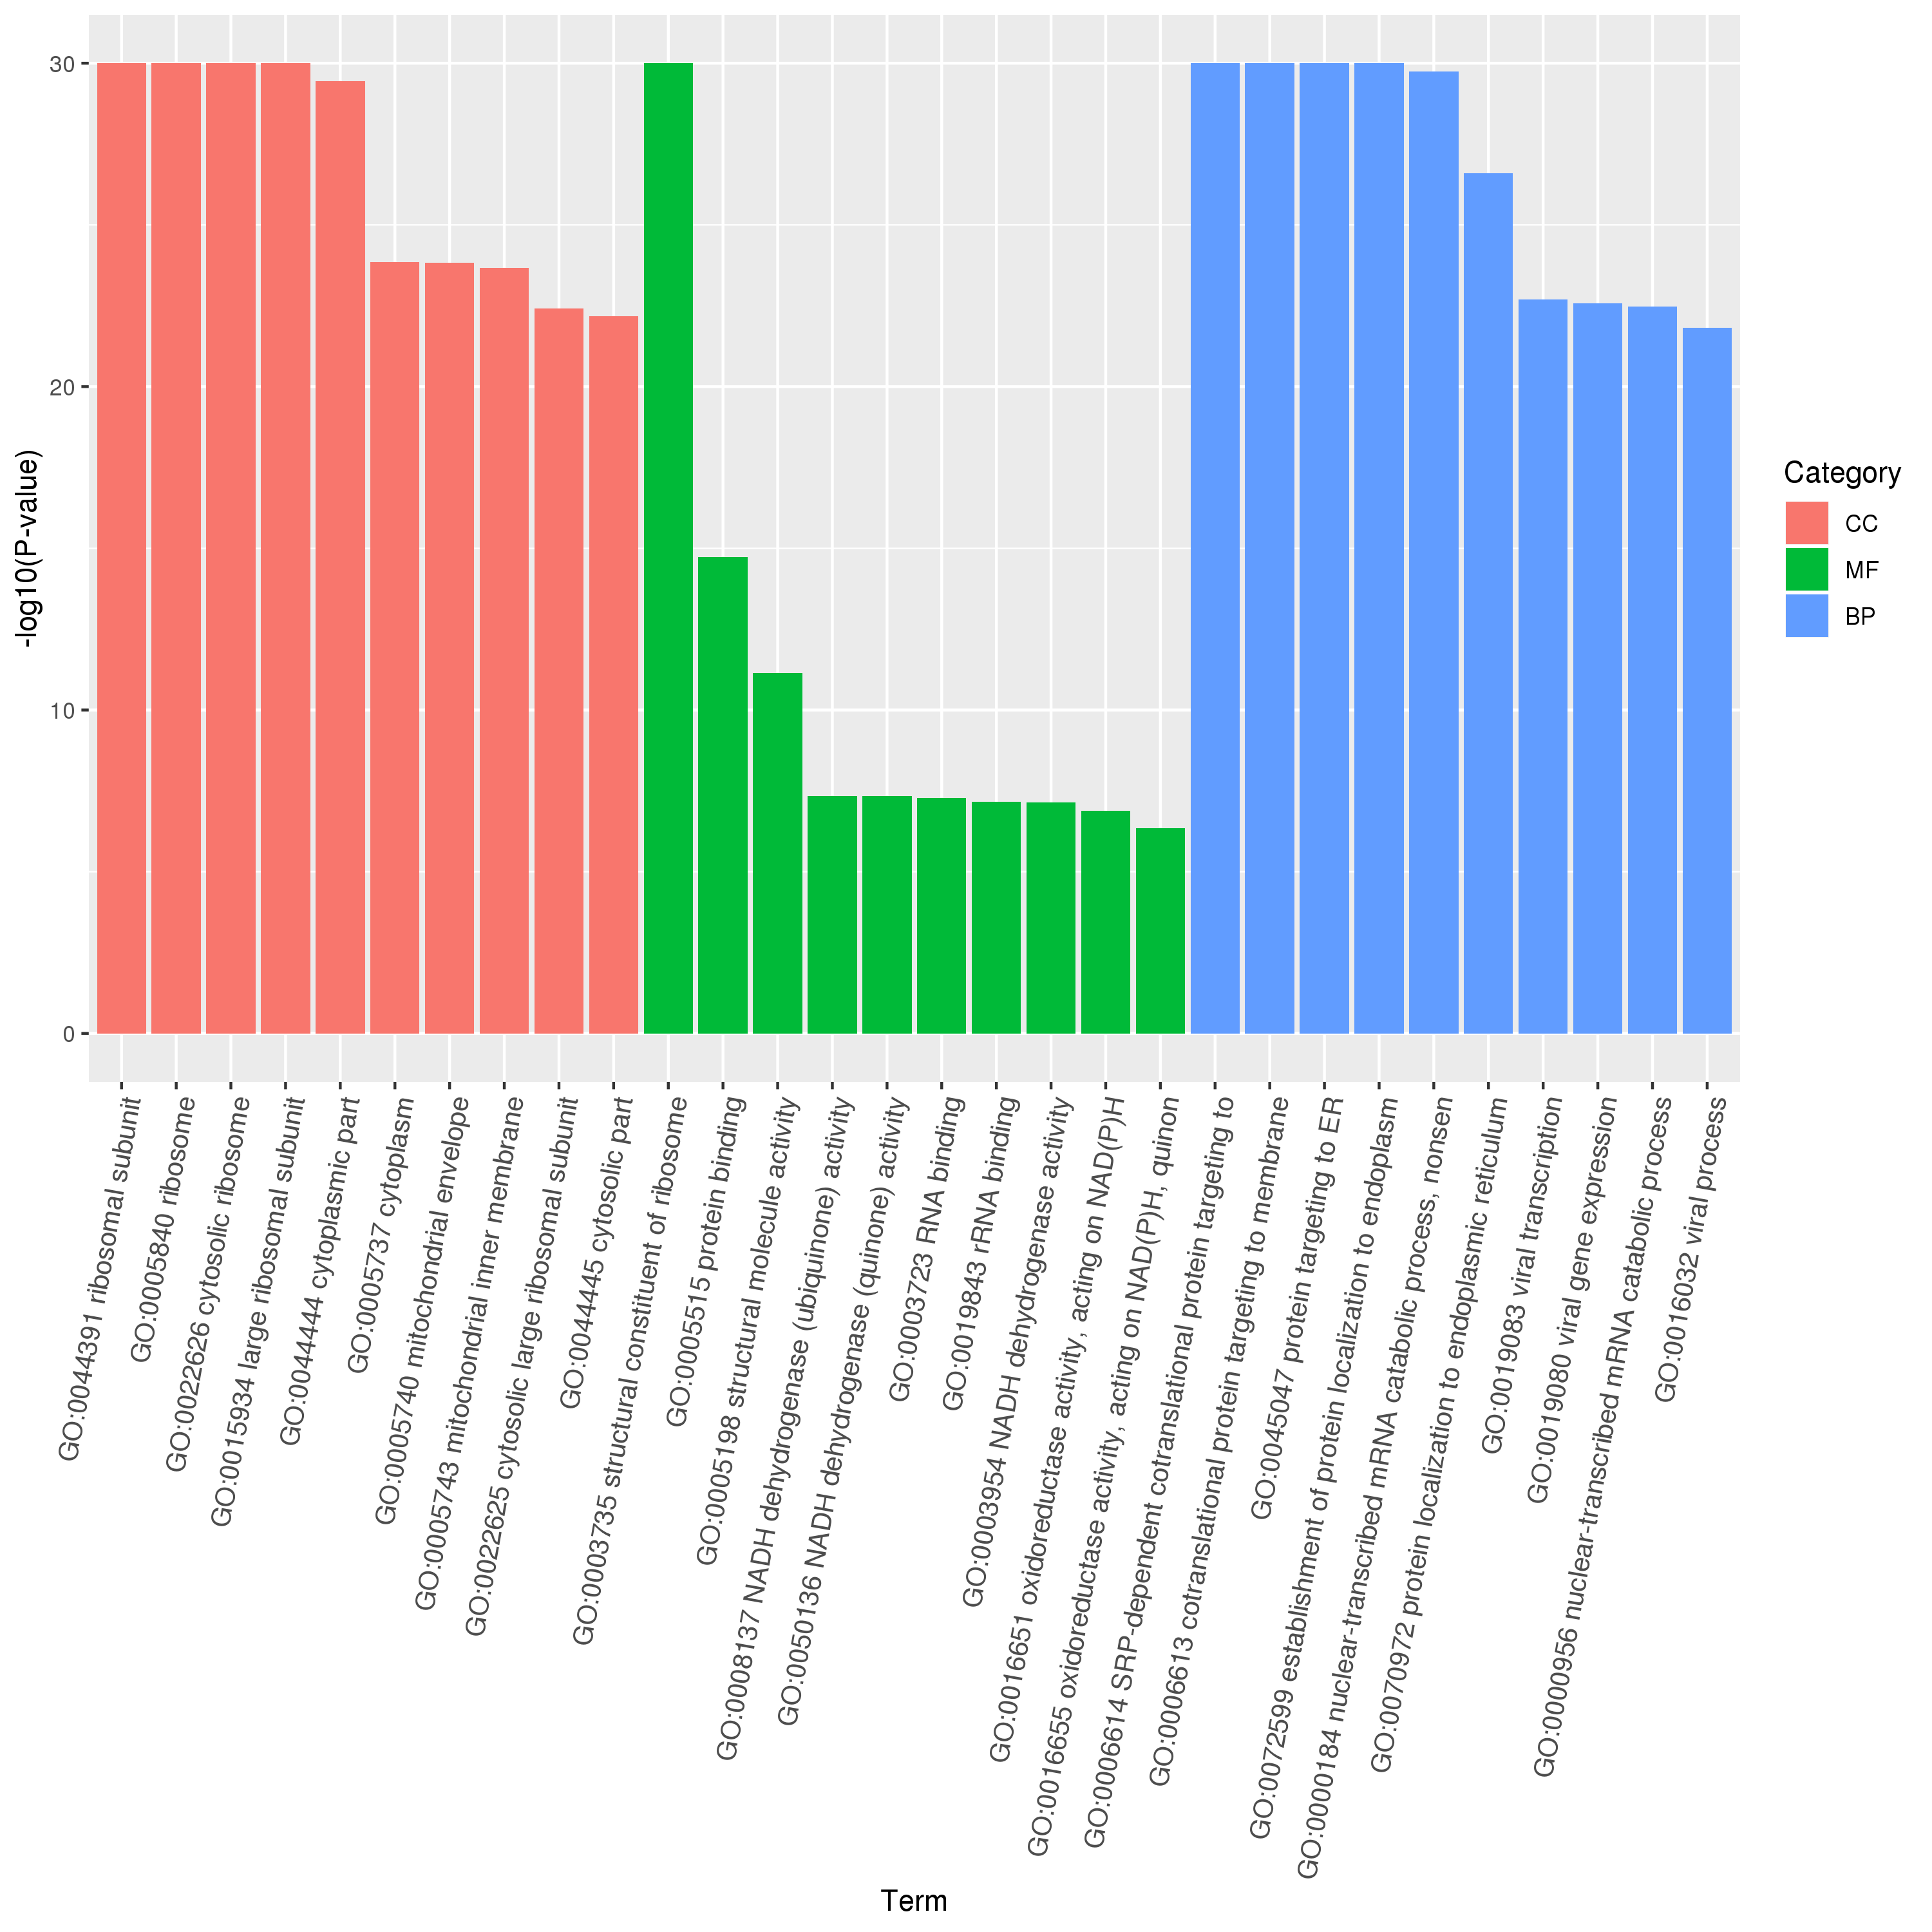 30
20
10
0
-log10(P-value)
GO:0044391 ribosomal subunit
GO:0005840 ribosome
GO:0022626 cytosolic ribosome
GO:0015934 large ribosomal subunit
GO:0044444 cytoplasmic part
GO:0005737 cytoplasm
GO:0005740 mitochondrial envelope
GO:0005743 mitochondrial inner membrane
GO:0022625 cytosolic large ribosomal subunit
GO:0044445 cytosolic part
GO:0003735 structural constituent of ribosome
GO:0005515 protein binding
GO:0005198 structural molecule activity
GO:0008137 NADH dehydrogenase (ubiquinone) activity
GO:0050136 NADH dehydrogenase (quinone) activity
GO:0003723 RNA binding
GO:0019843 rRNA binding
GO:0003954 NADH dehydrogenase activity
GO:0016651 oxidoreductase activity, acting on NAD(P)H
GO:0016655 oxidoreductase activity, acting on NAD(P)H, quinon
GO:0006614 SRP-dependent cotranslational protein targeting to
GO:0006613 cotranslational protein targeting to membrane
GO:0045047 protein targeting to ER
GO:0072599 establishment of protein localization to endoplasm
GO:0000184 nuclear-transcribed mRNA catabolic process, nonsen
GO:0070972 protein localization to endoplasmic reticulum
GO:0019083 viral transcription
GO:0019080 viral gene expression
GO:0000956 nuclear-transcribed mRNA catabolic process
GO:0016032 viral process
Term
Category
CC
MF
BP